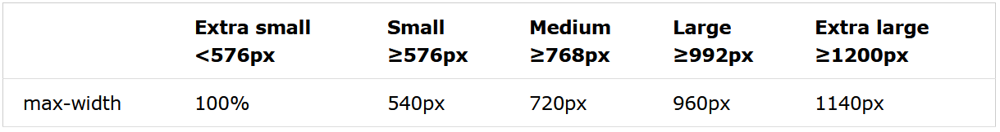 Extra small Small Medium Large Extra large
<576px ≥576px ≥768px ≥992px ≥1200px
max-width 100% 540px 720px 960px 1140px